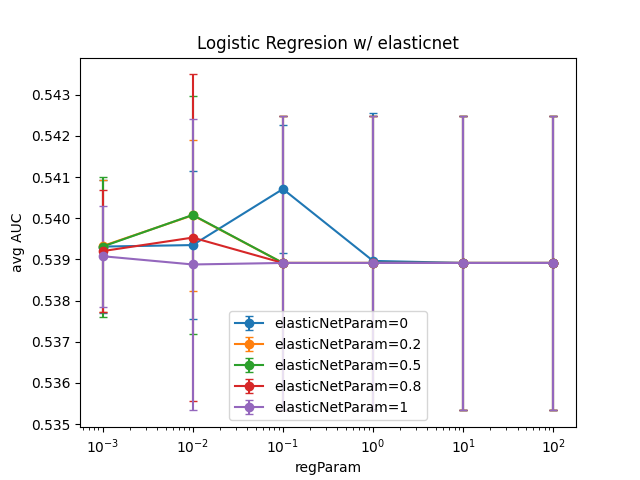 Logistic Regresion w/ elasticnet
avg AUC
0.543
0.542
0.541
0.540
0.539
0.538
0.537
0.536
0.535
elasticNetParam=0
elasticNetParam=0.2
elasticNetParam=0.5
elasticNetParam=0.8
elasticNetParam=1
10⁻³ 10⁻² 10⁻¹ 10⁰ 10¹ 10²
regParam